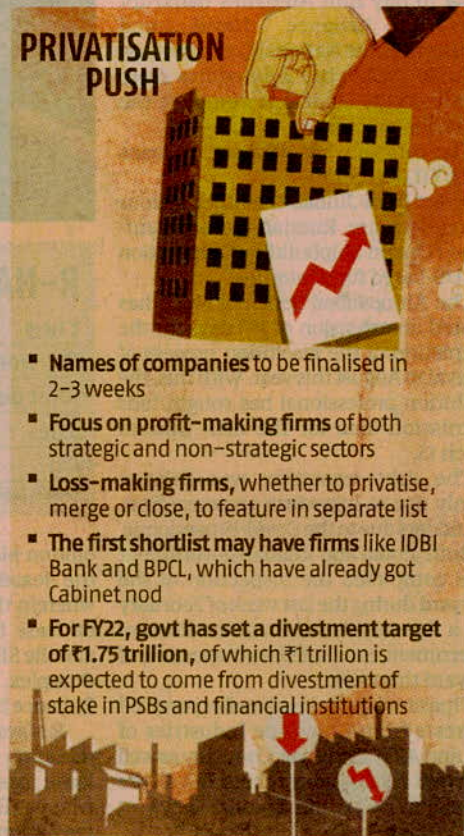 PRIVATISATION
PUSH
▪ Names of companies to be finalised in
2-3 weeks
▪ Focus on profit-making firms of both
strategic and non-strategic sectors
▪ Loss-making firms, whether to privatise,
merge or close, to feature in separate list
▪ The first shortlist may have firms like IDBI
Bank and BPCL, which have already got
Cabinet nod
▪ For FY22, govt has set a divestment target
of ₹1.75 trillion, of which ₹1 trillion is
expected to come from divestment of
stake in PSBs and financial institutions